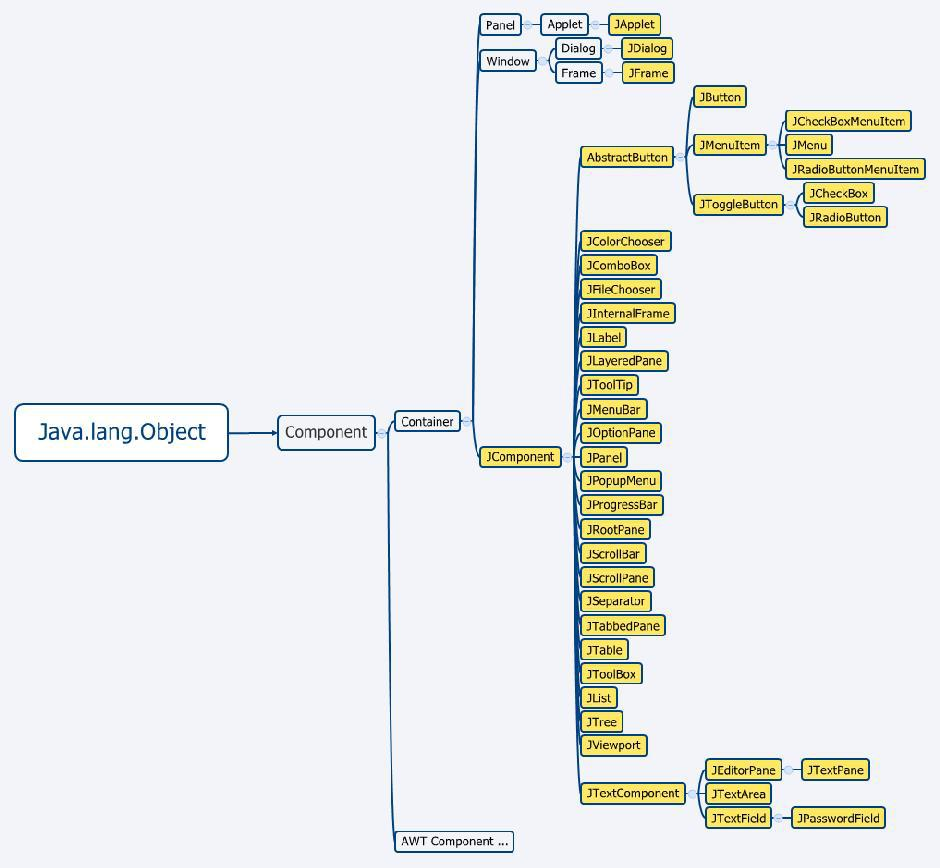 Java.lang.Object
Component
Container
Panel
Applet
JApplet
Window
Dialog
JDialog
Frame
JFrame
JComponent
AbstractButton
JButton
JMenuItem
JCheckBoxMenuItem
JMenu
JRadioButtonMenuItem
JToggleButton
JCheckBox
JRadioButton
JColorChooser
JComboBox
JFileChooser
JInternalFrame
JLabel
JLayeredPane
JToolTip
JMenuBar
JOptionPane
JPanel
JPopupMenu
JProgressBar
JRootPane
JScrollBar
JScrollPane
JSeparator
JTabbedPane
JTable
JToolBox
JList
JTree
JViewport
JTextComponent
JEditorPane
JTextPane
JTextArea
JTextField
JPasswordField
AWT Component ...